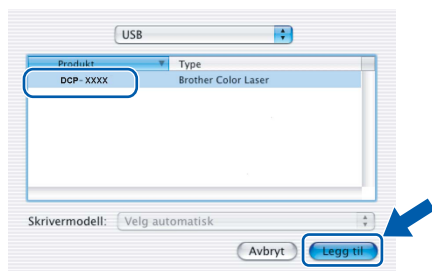 USB
Produkt Type
DCP-XXXX Brother Color Laser
Skrivermodell: Velg automatisk
Avbryt Legg til